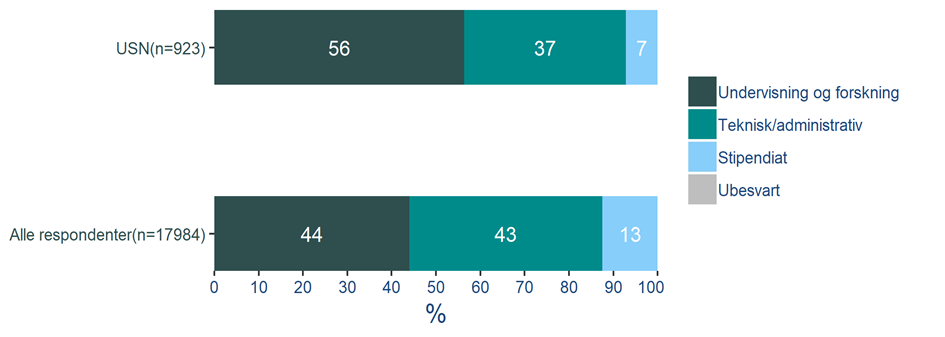 USN(n=923)
56 37 7
Undervisning og forskning
Teknisk/administrativ
Stipendiat
Ubesvart
Alle respondenter(n=17984)
44 43 13
0 10 20 30 40 50 60 70 80 90 100
%